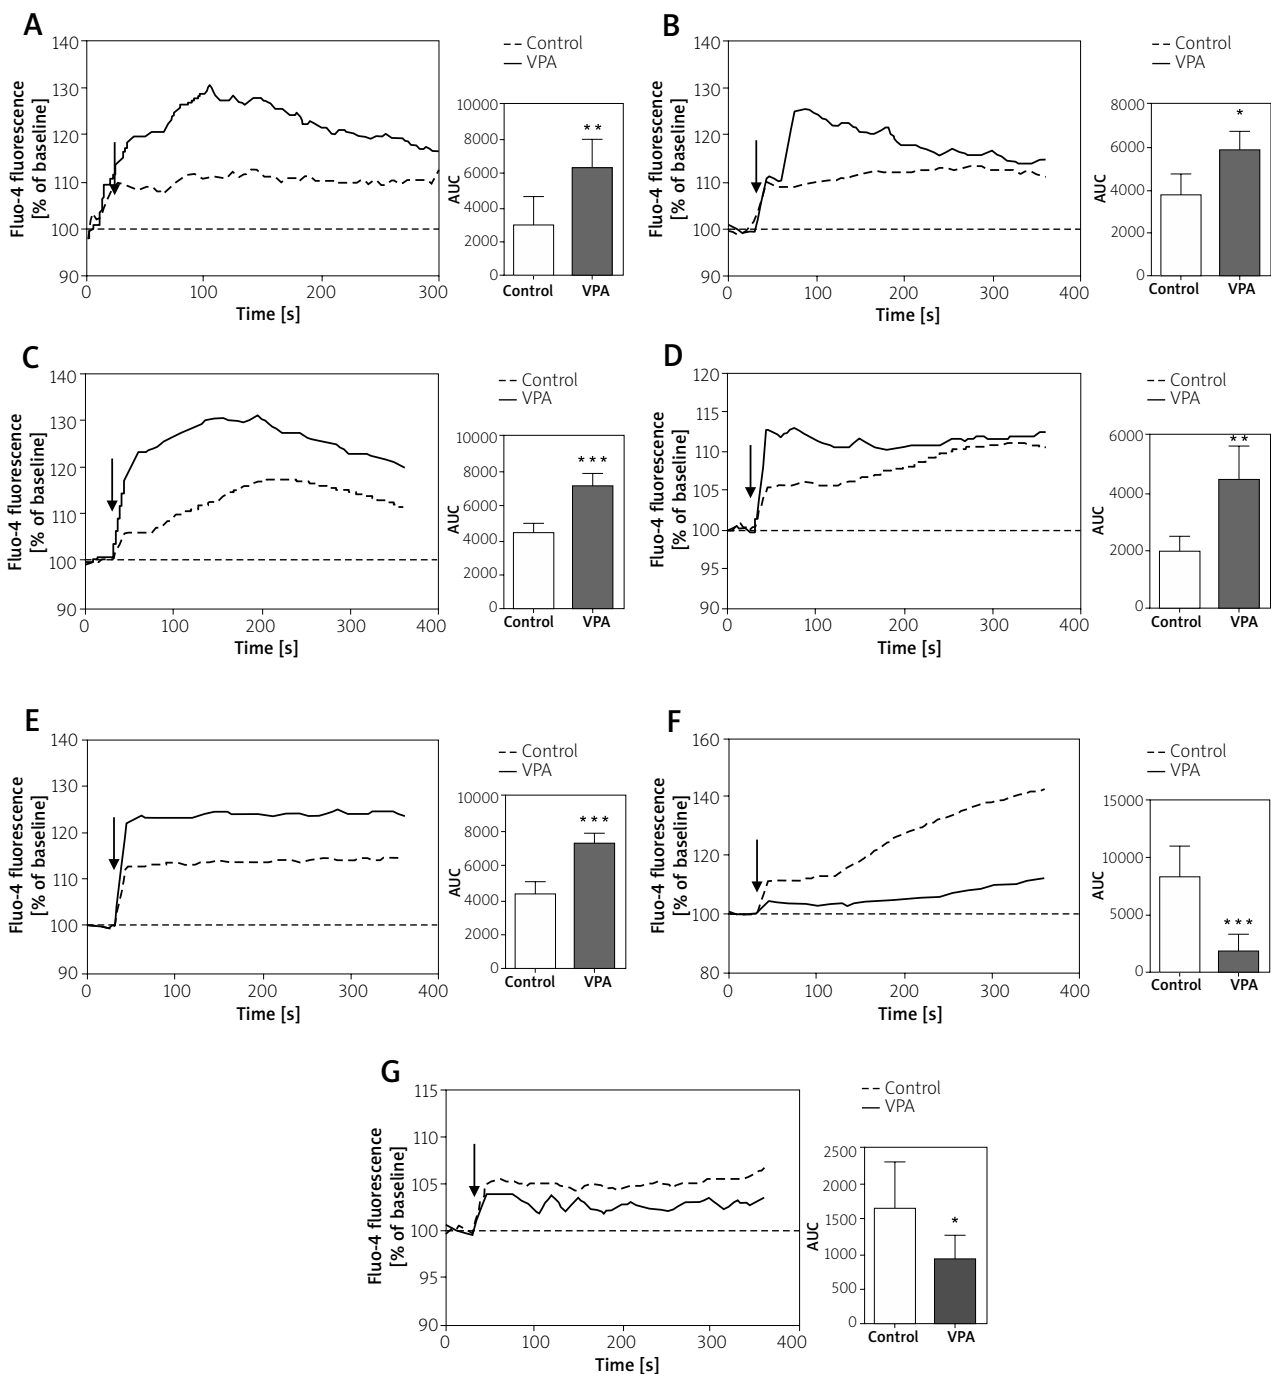 A
Fluo-4 fluorescence
[% of baseline]
140
130
120
110
100
90
0
100
200
300
Time [s]
Control
VPA
AUC
10000
8000
6000
4000
2000
0
* *
Control
VPA
B
Fluo-4 fluorescence
[% of baseline]
140
130
120
110
100
90
0
100
200
300
400
Time [s]
Control
VPA
AUC
8000
6000
4000
2000
0
*
Control
VPA
C
Fluo-4 fluorescence
[% of baseline]
140
130
120
110
100
90
0
100
200
300
400
Time [s]
Control
VPA
AUC
10000
8000
6000
4000
2000
0
* * *
Control
VPA
D
Fluo-4 fluorescence
[% of baseline]
120
115
110
105
100
95
90
0
100
200
300
400
Time [s]
Control
VPA
AUC
6000
4000
2000
0
* *
Control
VPA
E
Fluo-4 fluorescence
[% of baseline]
140
130
120
110
100
90
0
100
200
300
400
Time [s]
Control
VPA
AUC
10000
8000
6000
4000
2000
0
* * *
Control
VPA
F
Fluo-4 fluorescence
[% of baseline]
160
140
120
100
80
0
100
200
300
400
Time [s]
Control
VPA
AUC
15000
10000
5000
0
* * *
Control
VPA
G
Fluo-4 fluorescence
[% of baseline]
115
110
105
100
95
90
0
100
200
300
400
Time [s]
Control
VPA
AUC
2500
2000
1500
1000
500
0
*
Control
VPA